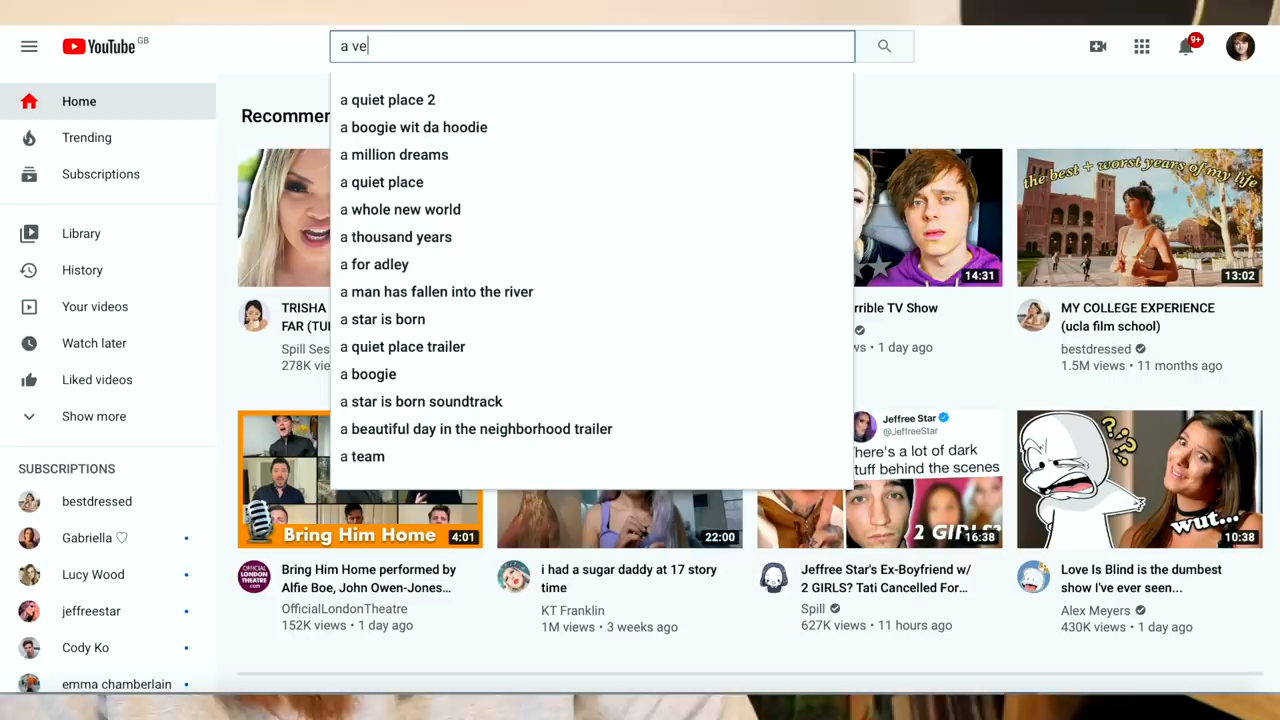 YouTube GB
a ve
9+
Home
Trending
Subscriptions
Library
History
Your videos
Watch later
Liked videos
Show more
SUBSCRIPTIONS
bestdressed
Gabriella ♡
Lucy Wood
jeffreestar
Cody Ko
emma chamberlain
a quiet place 2
a boogie wit da hoodie
a million dreams
a quiet place
a whole new world
a thousand years
a for adley
a man has fallen into the river
a star is born
a quiet place trailer
a boogie
a star is born soundtrack
a beautiful day in the neighborhood trailer
a team
Recommen
TRISHA
FAR (TUI
Spill Ses
278K vie
14:31
rrible TV Show
ws • 1 day ago
the best + worst years of my life
13:02
MY COLLEGE EXPERIENCE
(ucla film school)
bestdressed
1.5M views • 11 months ago
Bring Him Home
4:01
Bring Him Home performed by
Alfie Boe, John Owen-Jones...
OFFICIAL
LONDON
THEATRE
.com
OfficialLondonTheatre
152K views • 1 day ago
22:00
i had a sugar daddy at 17 story
time
KT Franklin
1M views • 3 weeks ago
Jeffree Star
@JeffreeStar
here's a lot of dark
tuff behind the scenes
2 GIRLS?
16:38
Jeffree Star's Ex-Boyfriend w/
2 GIRLS? Tati Cancelled For...
Spill
627K views • 11 hours ago
?!?
wut...
10:38
Love Is Blind is the dumbest
show I've ever seen...
Alex Meyers
430K views • 1 day ago